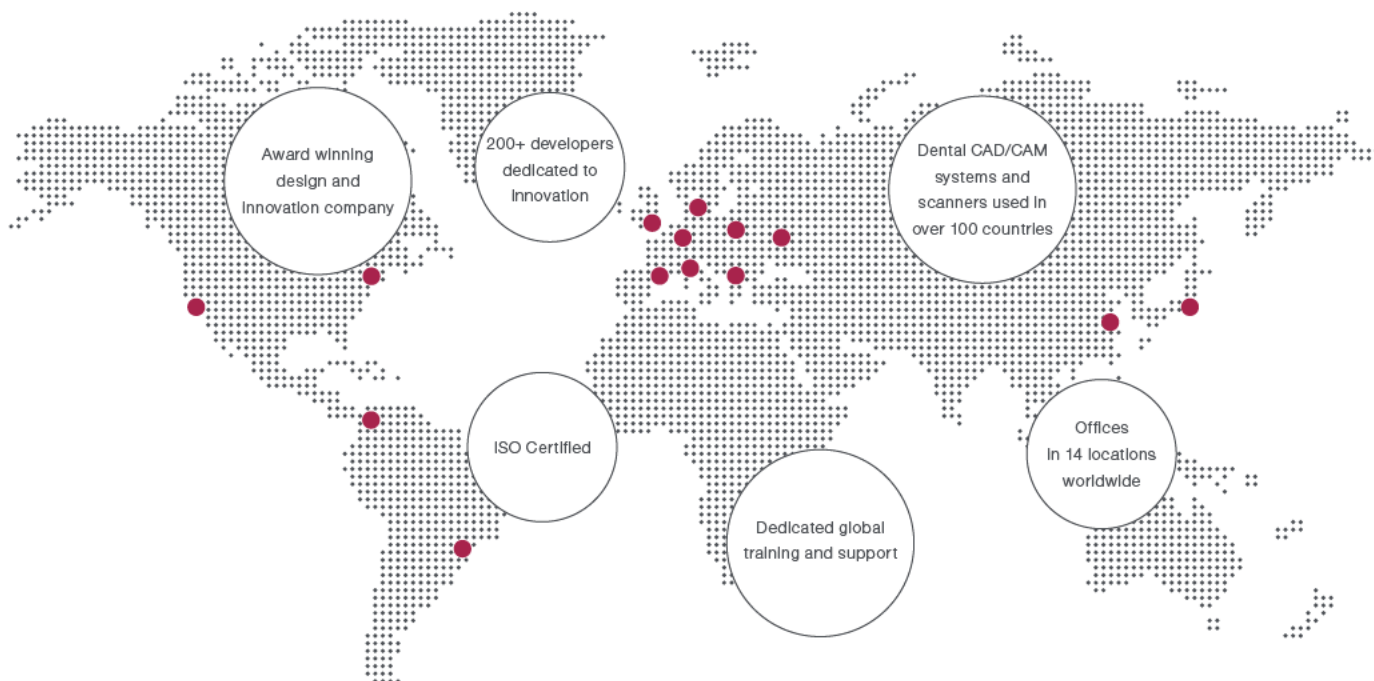 Award winning
design and
innovation company
200+ developers
dedicated to
innovation
Dental CAD/CAM
systems and
scanners used in
over 100 countries
ISO Certified
Dedicated global
training and support
Offices
in 14 locations
worldwide